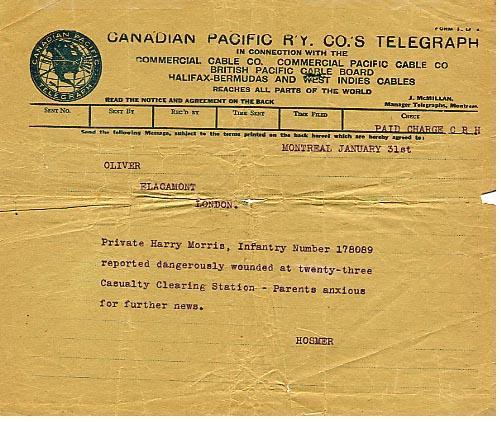 CANADIAN PACIFIC
TELEGRAPH
CANADIAN PACIFIC R'Y. CO.'S TELEGRAPH
IN CONNECTION WITH THE
COMMERCIAL CABLE CO. COMMERCIAL PACIFIC CABLE CO
BRITISH PACIFIC CABLE BOARD
HALIFAX-BERMUDAS AND WEST INDIES CABLES
REACHES ALL PARTS OF THE WORLD
J. McMILLAN,
READ THE NOTICE AND AGREEMENT ON THE BACK Manager Telegraphs, Montreal.
SENT NO. SENT BY REC'D BY TIME SENT TIME FILED CHECK
PAID CHARGE C R H
Send the following Message, subject to the terms printed on the back hereof which are hereby agreed to:
MONTREAL JANUARY 31st
OLIVER
ELACAMONT
LONDON.
Private Harry Morris, Infantry Number 178089
reported dangerously wounded at twenty-three
Casualty Clearing Station - Parents anxious
for further news.
HOSMER